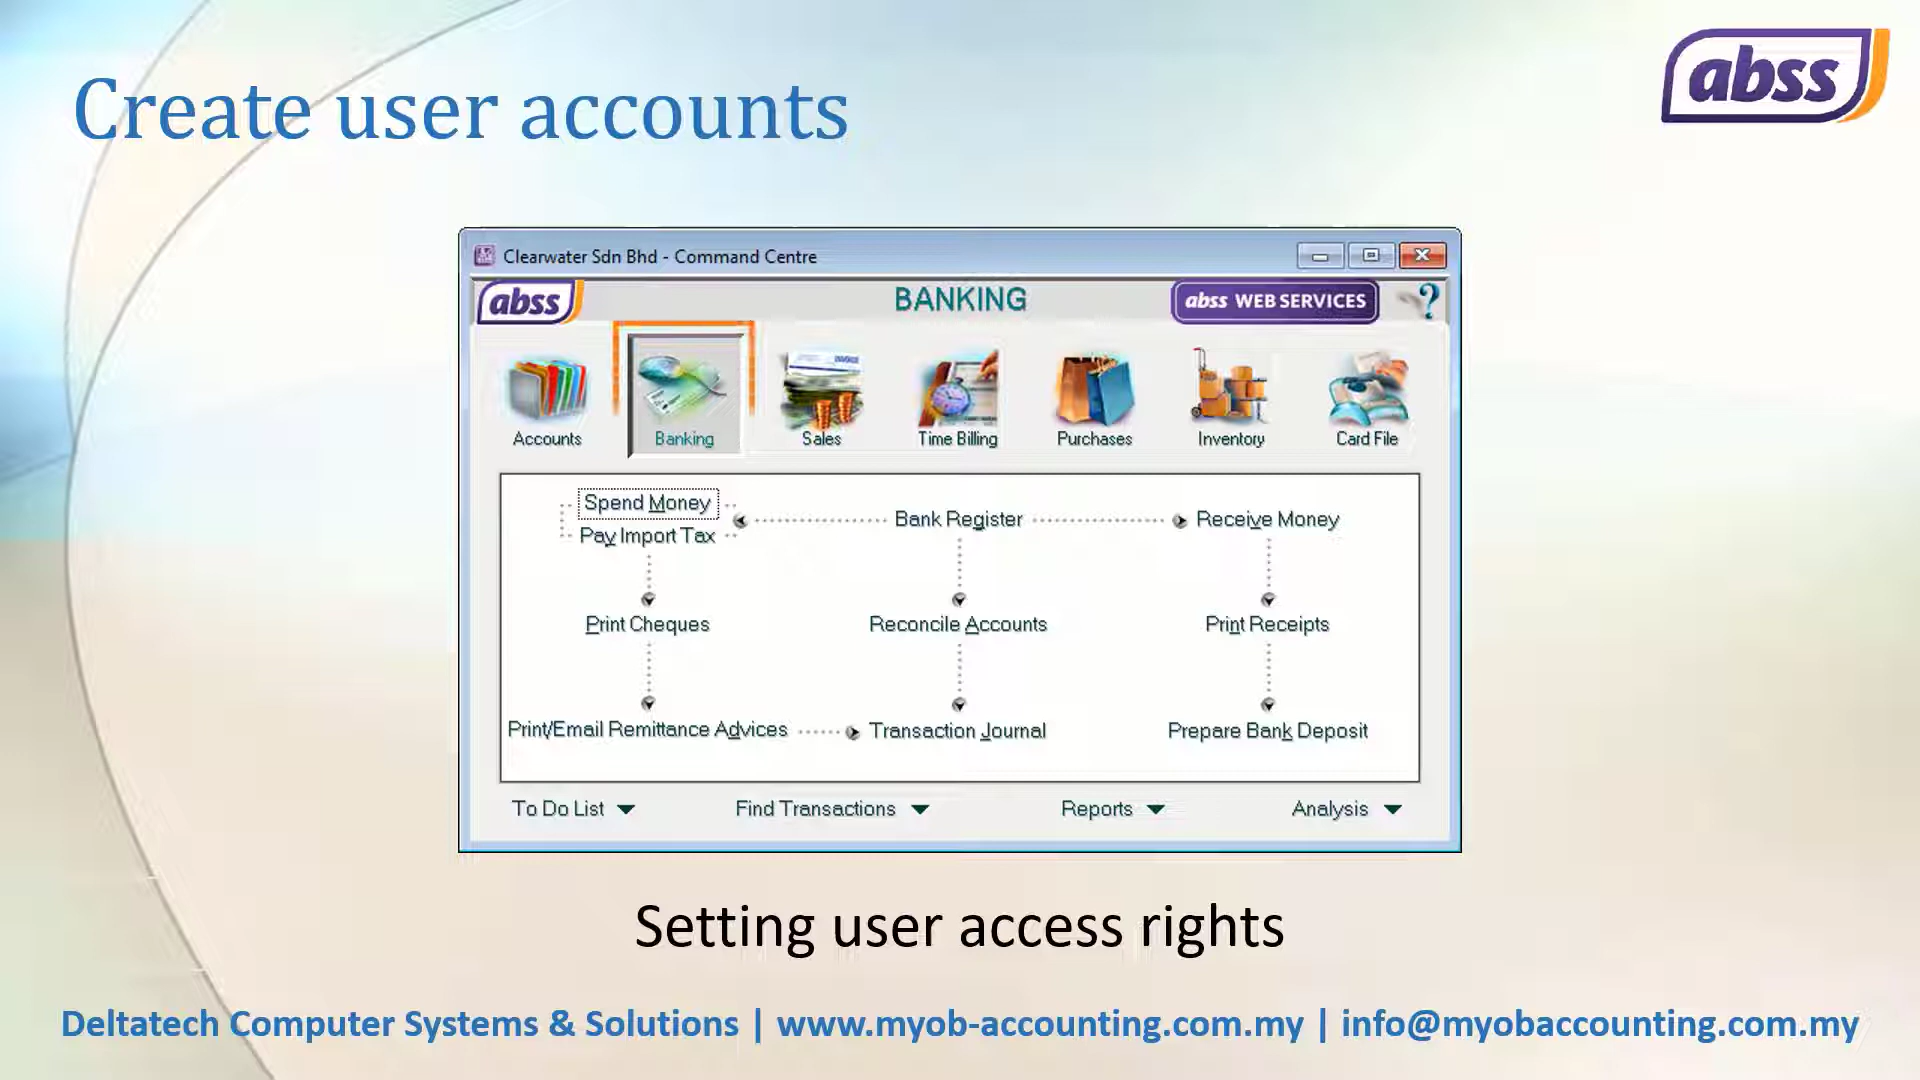 Create user accounts
abss
Clearwater Sdn Bhd - Command Centre
abss
BANKING
abss WEB SERVICES
?
INVOICE
Accounts
Banking
Sales
Time Billing
Purchases
Inventory
Card File
Spend Money
Bank Register
Receive Money
Pay Import Tax
Print Cheques
Reconcile Accounts
Print Receipts
Print/Email Remittance Advices
Transaction Journal
Prepare Bank Deposit
To Do List
Find Transactions
Reports
Analysis
Setting user access rights
Deltatech Computer Systems & Solutions | www.myob-accounting.com.my | info@myobaccounting.com.my